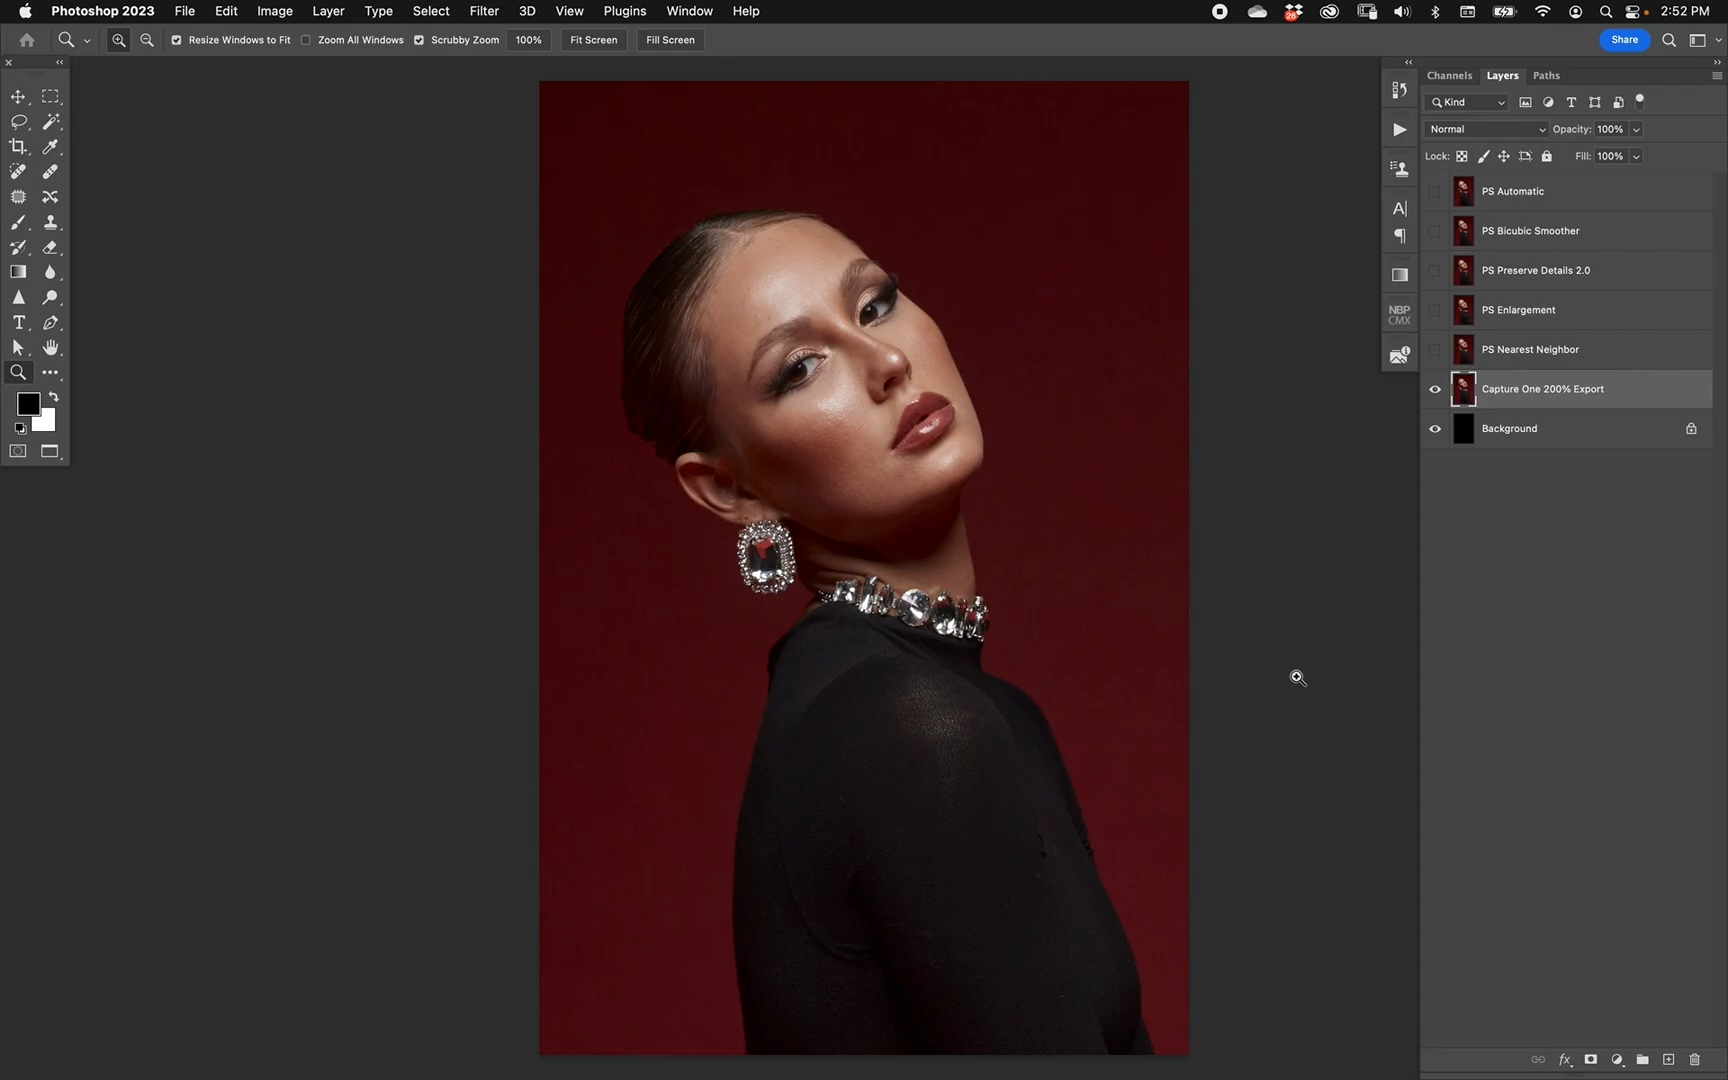 Photoshop 2023 File Edit Image Layer Type Select Filter 3D View Plugins Window Help 2:52 PM
Resize Windows to Fit Zoom All Windows Scrubby Zoom 100% Fit Screen Fill Screen Share
Channels Layers Paths
Kind
Normal Opacity: 100%
Lock: Fill: 100%
PS Automatic
PS Bicubic Smoother
PS Preserve Details 2.0
PS Enlargement
NBP
CMX
PS Nearest Neighbor
Capture One 200% Export
Background